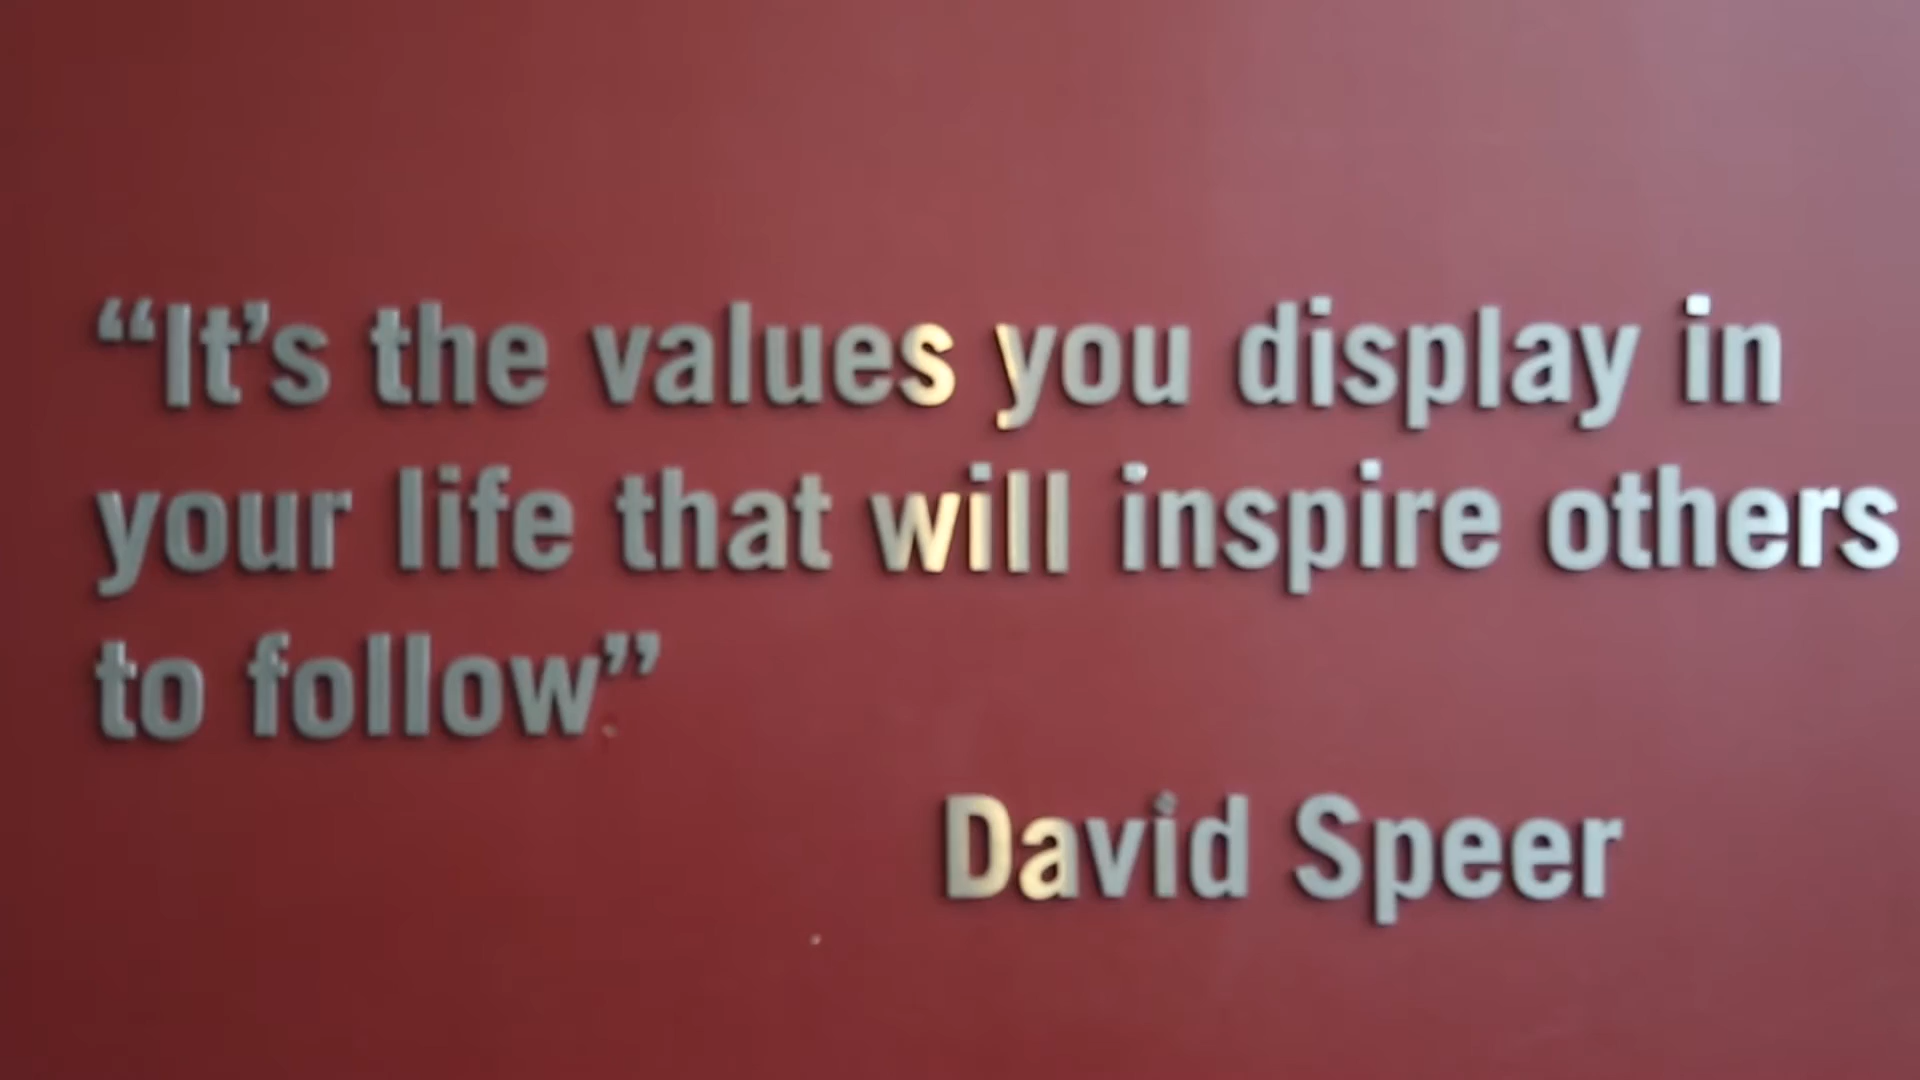 “It’s the values you display in
your life that will inspire others
to follow”
David Speer